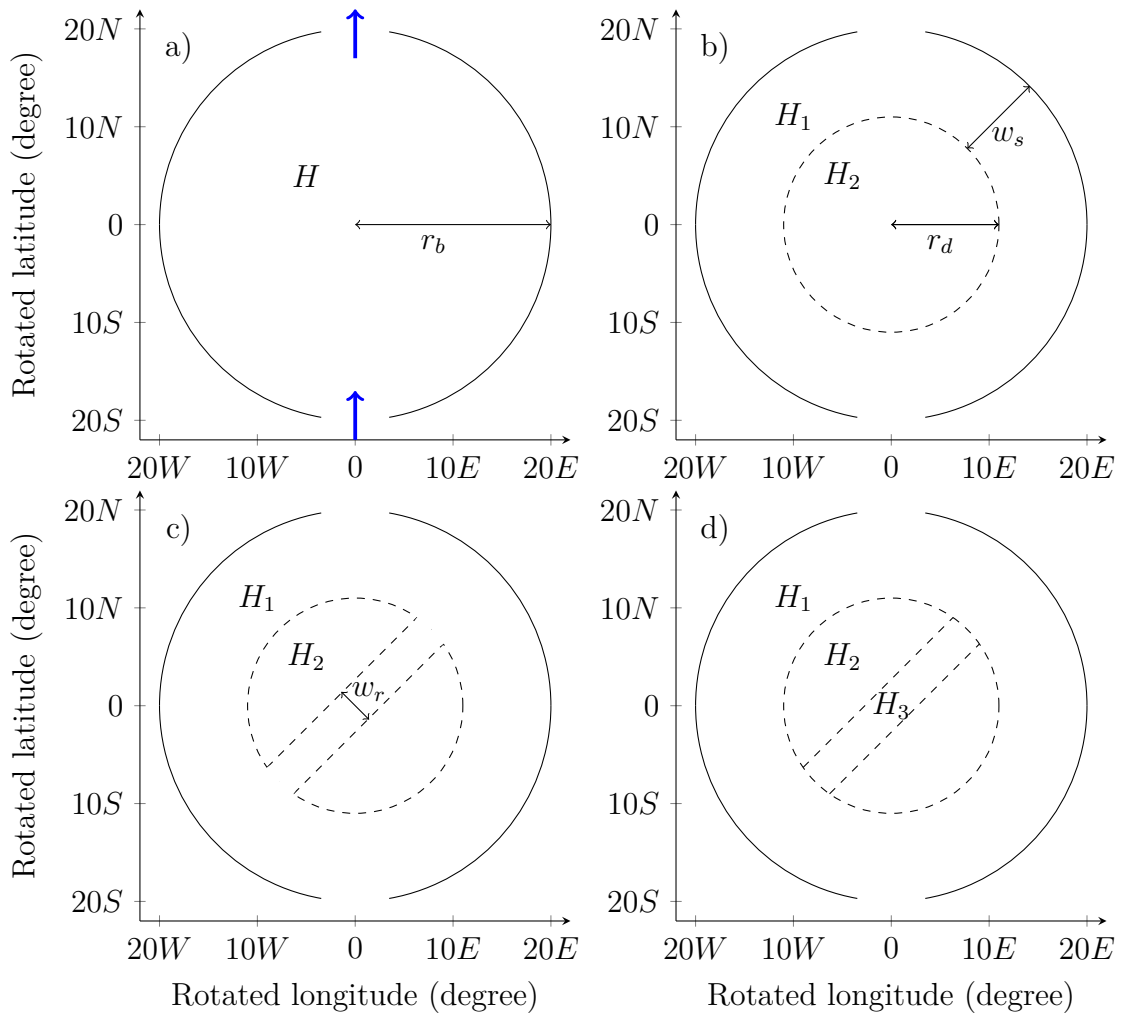 a)
b)
Rotated latitude (degree)
20N
10N
0
10S
20S
H
r_b
20W 10W 0 10E 20E
20N
10N
0
10S
20S
H_1
H_2
w_s
r_d
20W 10W 0 10E 20E
c)
d)
Rotated latitude (degree)
20N
10N
0
10S
20S
H_1
H_2
w_r
20W 10W 0 10E 20E
Rotated longitude (degree)
20N
10N
0
10S
20S
H_1
H_2
H_3
20W 10W 0 10E 20E
Rotated longitude (degree)